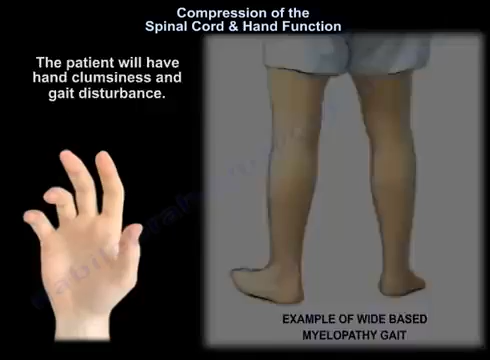 Compression of the
Spinal Cord & Hand Function
The patient will have
hand clumsiness and
gait disturbance.
EXAMPLE OF WIDE BASED
MYELOPATHY GAIT